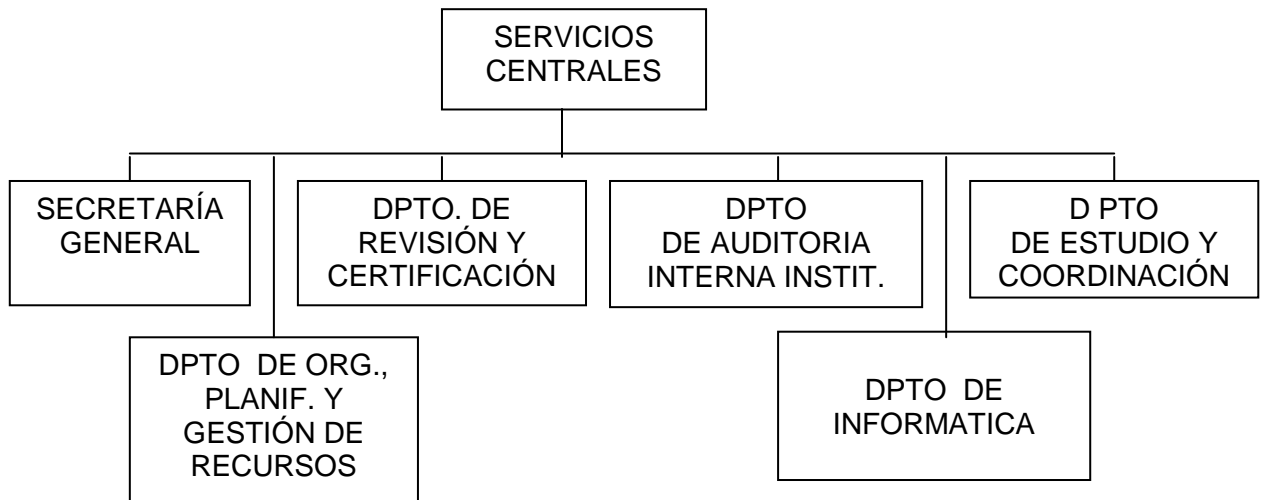 SERVICIOS
CENTRALES
SECRETARÍA
GENERAL
DPTO. DE
REVISIÓN Y
CERTIFICACIÓN
DPTO
DE AUDITORIA
INTERNA INSTIT.
D PTO
DE ESTUDIO Y
COORDINACIÓN
DPTO DE ORG.,
PLANIF. Y
GESTIÓN DE
RECURSOS
DPTO DE
INFORMATICA